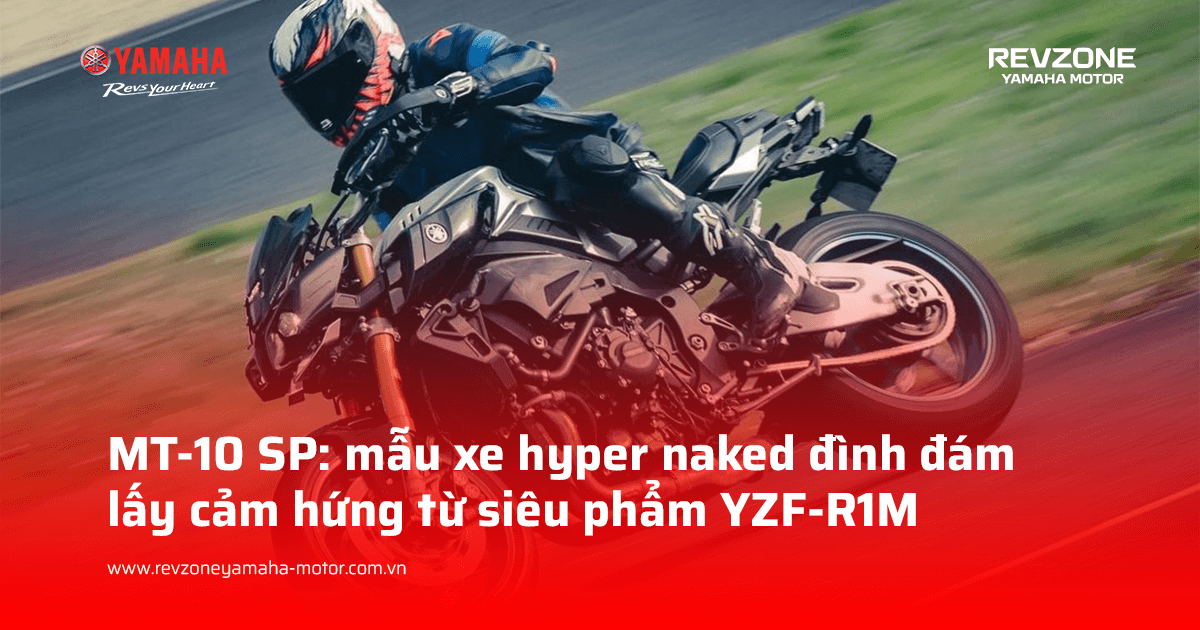 YAMAHA
Revs Your Heart
REVZONE
YAMAHA MOTOR
MT-10 SP: mẫu xe hyper naked đình đám
lấy cảm hứng từ siêu phẩm YZF-R1M
www.revzoneyamaha-motor.com.vn